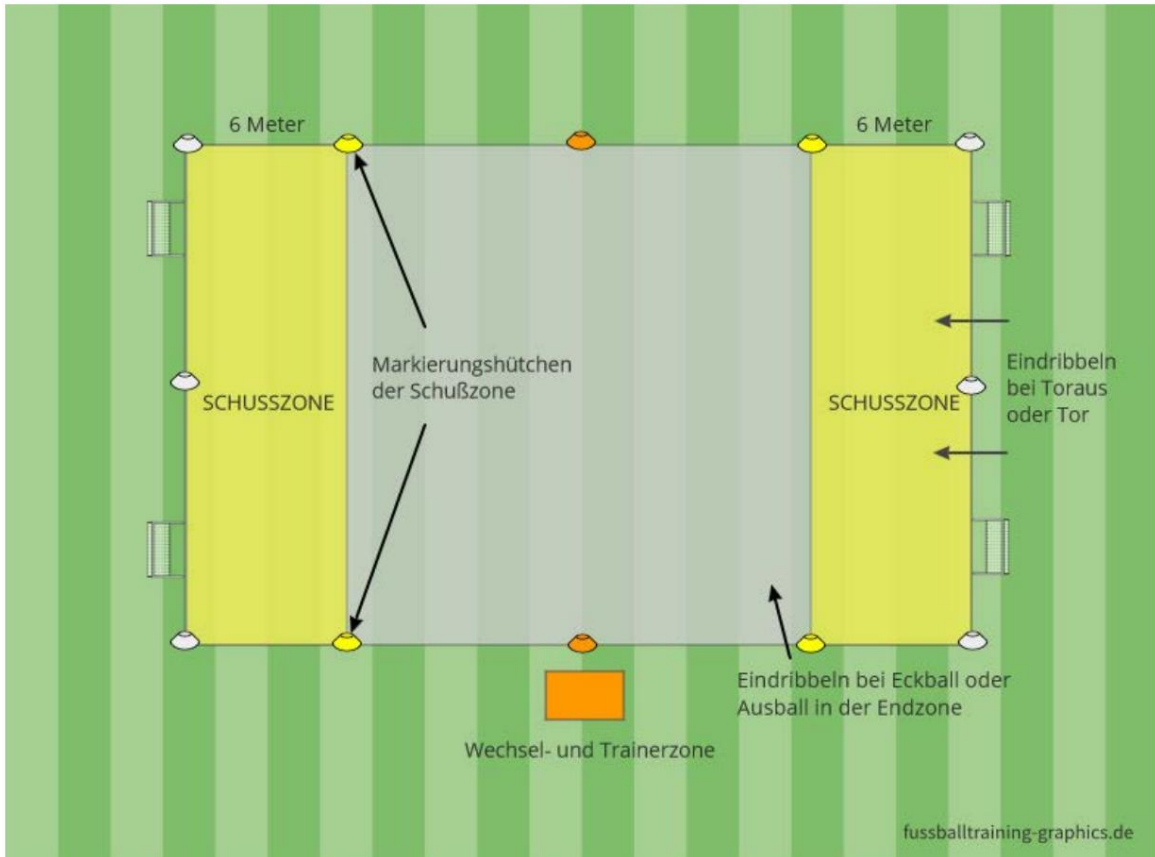 6 Meter
6 Meter
Markierungshütchen
der Schußzone
SCHUSSZONE
SCHUSSZONE
Eindribbeln
bei Toraus
oder Tor
Eindribbeln bei Eckball oder
Ausball in der Endzone
Wechsel- und Trainerzone
fussballtraining-graphics.de